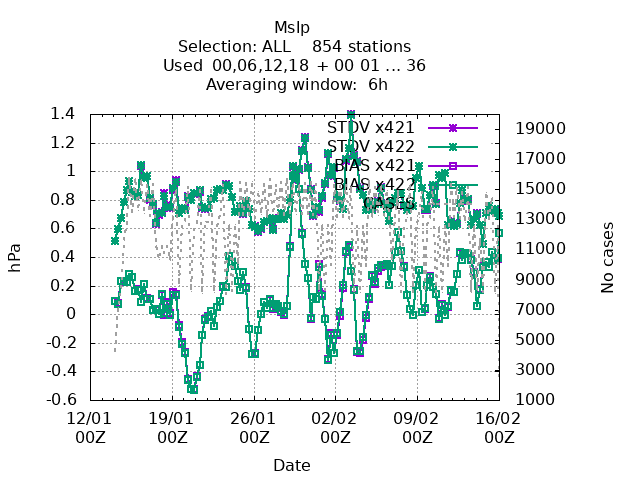 Mslp
Selection: ALL 854 stations
Used 00,06,12,18 + 00 01 ... 36
Averaging window: 6h
STDV x421
STDV x422
BIAS x421
BIAS x422
CASES
hPa
1.4
1.2
1
0.8
0.6
0.4
0.2
0
-0.2
-0.4
-0.6
19000
17000
15000
13000
11000
9000
7000
5000
3000
1000
No cases
12/01 19/01 26/01 02/02 09/02 16/02
00Z 00Z 00Z 00Z 00Z 00Z
Date